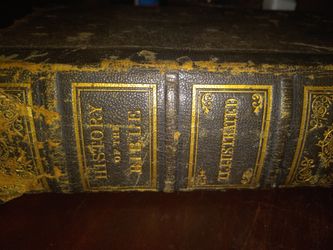 HISTORY
OF THE
BIBLE
ILLUSTRATED